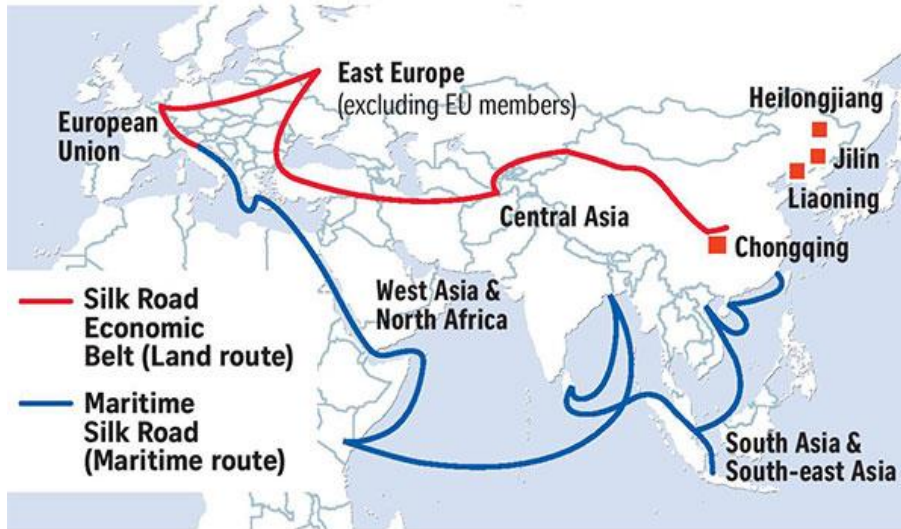 East Europe
(excluding EU members)
Heilongjiang
European
Union
Jilin
Liaoning
Central Asia
Chongqing
Silk Road
Economic
Belt (Land route)
West Asia &
North Africa
Maritime
Silk Road
(Maritime route)
South Asia &
South-east Asia